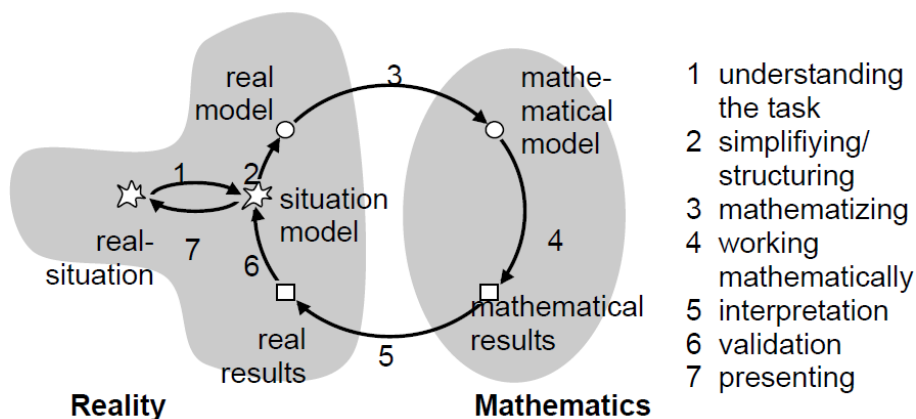 real
model
3
mathe-
matical
model
1
2
situation
model
real-
situation
7
6
4
real
results
5
mathematical
results
Reality
Mathematics
1 understanding
the task
2 simplifiying/
structuring
3 mathematizing
4 working
mathematically
5 interpretation
6 validation
7 presenting